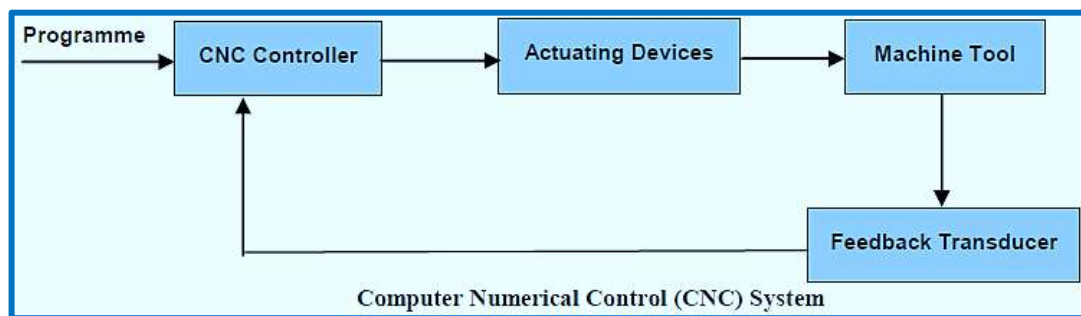 Programme
CNC Controller
Actuating Devices
Machine Tool
Feedback Transducer
Computer Numerical Control (CNC) System